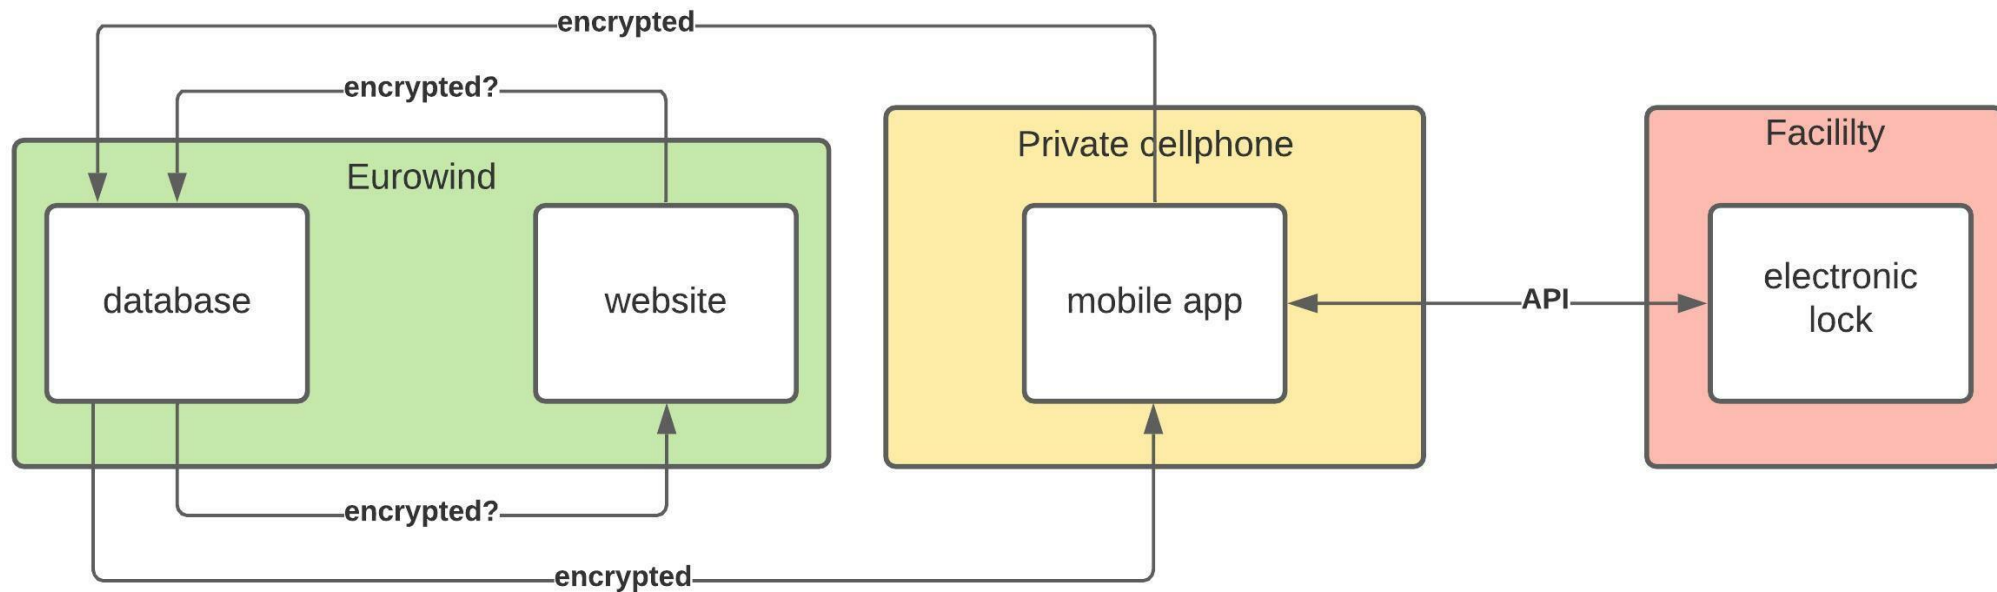 encrypted
encrypted?
Eurowind
Private cellphone
Facililty
database
website
mobile app
API
electronic
lock
encrypted?
encrypted